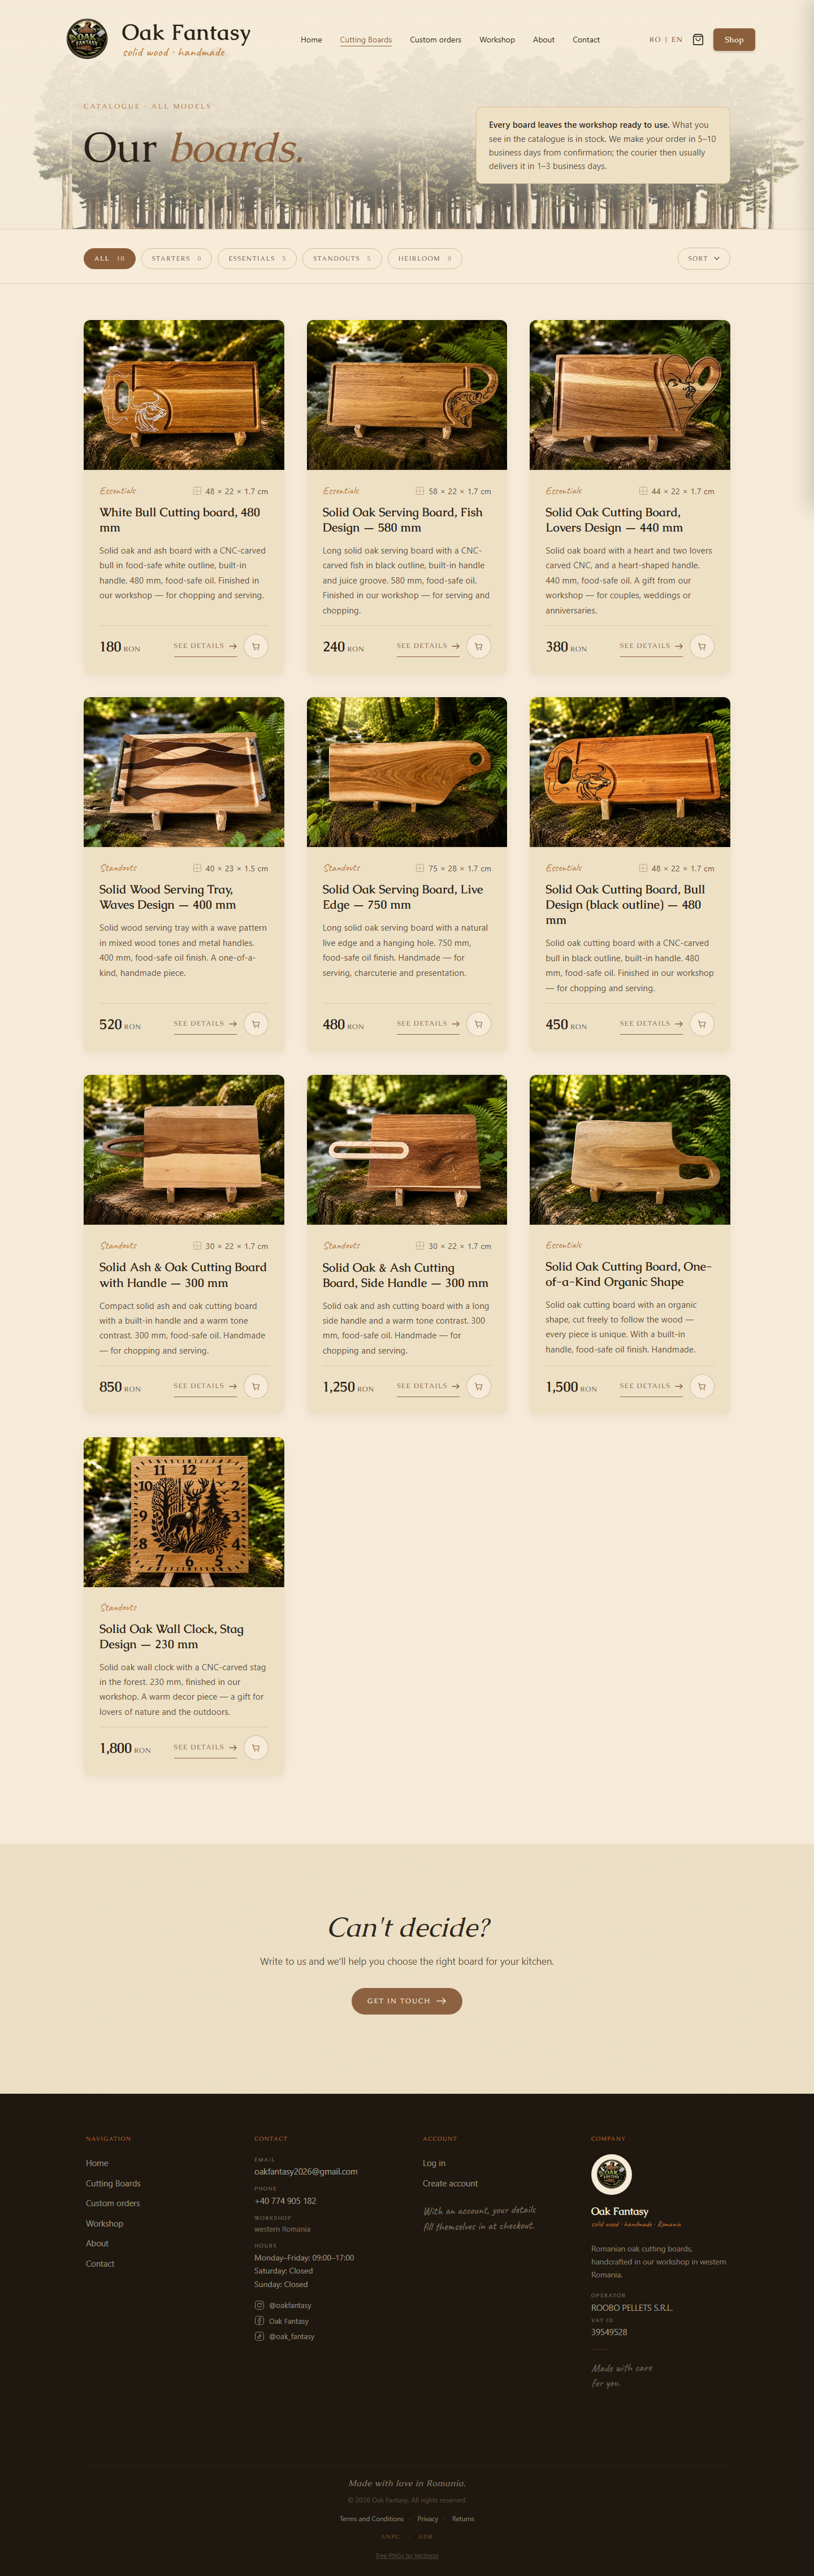 Oak Fantasy
solid wood · handmade
Home
Cutting Boards
Custom orders
Workshop
About
Contact
RO | EN
Shop
CATALOGUE · ALL MODELS
Our boards.
Every board leaves the workshop ready to use. What you
see in the catalogue is in stock. We make your order in 5–10
business days from confirmation; the courier then usually
delivers it in 1–3 business days.
ALL 10
STARTERS 0
ESSENTIALS 5
STANDOUTS 5
HEIRLOOM 0
SORT
Essentials
48 × 22 × 1.7 cm
White Bull Cutting board, 480
mm
Solid oak and ash board with a CNC-carved
bull in food-safe white outline, built-in
handle. 480 mm, food-safe oil. Finished in
our workshop — for chopping and serving.
180 RON
SEE DETAILS
Essentials
58 × 22 × 1.7 cm
Solid Oak Serving Board, Fish
Design — 580 mm
Long solid oak serving board with a CNC-
carved fish in black outline, built-in handle
and juice groove. 580 mm, food-safe oil.
Finished in our workshop — for serving and
chopping.
240 RON
SEE DETAILS
Essentials
44 × 22 × 1.7 cm
Solid Oak Cutting Board,
Lovers Design — 440 mm
Solid oak board with a heart and two lovers
carved CNC, and a heart-shaped handle.
440 mm, food-safe oil. A gift from our
workshop — for couples, weddings or
anniversaries.
380 RON
SEE DETAILS
Standouts
40 × 23 × 1.5 cm
Solid Wood Serving Tray,
Waves Design — 400 mm
Solid wood serving tray with a wave pattern
in mixed wood tones and metal handles.
400 mm, food-safe oil finish. A one-of-a-
kind, handmade piece.
520 RON
SEE DETAILS
Standouts
75 × 28 × 1.7 cm
Solid Oak Serving Board, Live
Edge — 750 mm
Long solid oak serving board with a natural
live edge and a hanging hole. 750 mm,
food-safe oil finish. Handmade — for
serving, charcuterie and presentation.
480 RON
SEE DETAILS
Essentials
48 × 22 × 1.7 cm
Solid Oak Cutting Board, Bull
Design (black outline) — 480
mm
Solid oak cutting board with a CNC-carved
bull in black outline, built-in handle. 480
mm, food-safe oil. Finished in our workshop
— for chopping and serving.
450 RON
SEE DETAILS
Standouts
30 × 22 × 1.7 cm
Solid Ash & Oak Cutting Board
with Handle — 300 mm
Compact solid ash and oak cutting board
with a built-in handle and a warm tone
contrast. 300 mm, food-safe oil. Handmade
— for chopping and serving.
850 RON
SEE DETAILS
Standouts
30 × 22 × 1.7 cm
Solid Oak & Ash Cutting
Board, Side Handle — 300 mm
Solid oak and ash cutting board with a long
side handle and a warm tone contrast. 300
mm, food-safe oil. Handmade — for
chopping and serving.
1,250 RON
SEE DETAILS
Essentials
Solid Oak Cutting Board, One-
of-a-Kind Organic Shape
Solid oak cutting board with an organic
shape, cut freely to follow the wood —
every piece is unique. With a built-in
handle, food-safe oil finish. Handmade.
1,500 RON
SEE DETAILS
11 12 1
10 2
9 3
8 4
7 6 5
Standouts
Solid Oak Wall Clock, Stag
Design — 230 mm
Solid oak wall clock with a CNC-carved stag
in the forest. 230 mm, finished in our
workshop. A warm decor piece — a gift for
lovers of nature and the outdoors.
1,800 RON
SEE DETAILS
Can't decide?
Write to us and we'll help you choose the right board for your kitchen.
GET IN TOUCH
NAVIGATION
Home
Cutting Boards
Custom orders
Workshop
About
Contact
CONTACT
EMAIL
oakfantasy2026@gmail.com
PHONE
+40 774 905 182
WORKSHOP
western Romania
HOURS
Monday–Friday: 09:00–17:00
Saturday: Closed
Sunday: Closed
@oakfantasy
Oak Fantasy
@oak_fantasy
ACCOUNT
Log in
Create account
With an account, your details
fill themselves in at checkout.
COMPANY
Oak Fantasy
solid wood · handmade · Romania
Romanian oak cutting boards,
handcrafted in our workshop in western
Romania.
OPERATOR
ROOBO PELLETS S.R.L.
VAT ID
39549528
Made with care
for you.
Made with love in Romania.
© 2026 Oak Fantasy. All rights reserved.
Terms and Conditions · Privacy · Returns
ANPC · ADR
Tree PNGs by Vecteezy